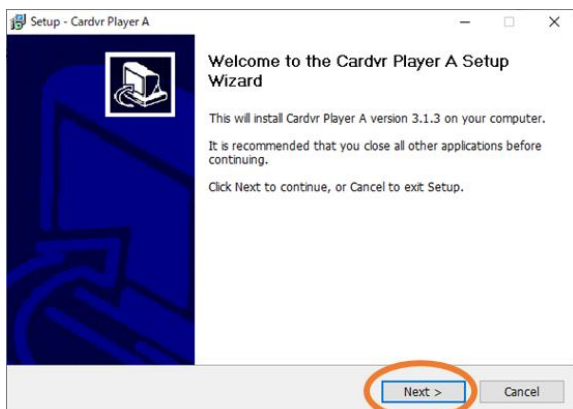 Setup - Cardvr Player A
Welcome to the Cardvr Player A Setup
Wizard
This will install Cardvr Player A version 3.1.3 on your computer.
It is recommended that you close all other applications before
continuing.
Click Next to continue, or Cancel to exit Setup.
Next >
Cancel